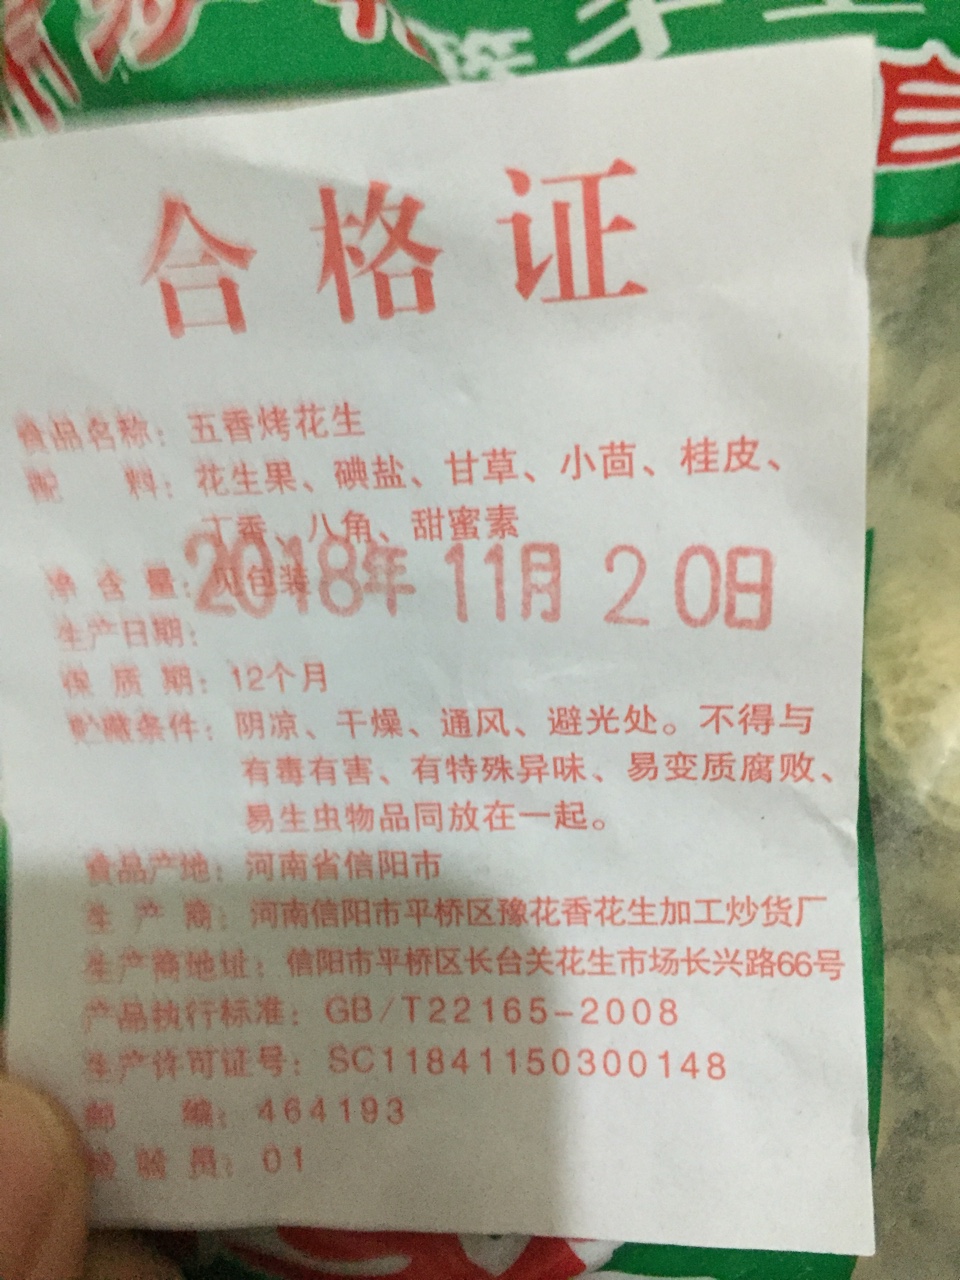 合格证
食品名称：五香烤花生
配 料：花生果、碘盐、甘草、小茴、桂皮、
丁香、八角、甜蜜素
净含量：见包装
2018年11月20日
生产日期：
保质期：12个月
贮藏条件：阴凉、干燥、通风、避光处。不得与
有毒有害、有特殊异味、易变质腐败、
易生虫物品同放在一起。
食品产地：河南省信阳市
生产商：河南信阳市平桥区豫花香花生加工炒货厂
生产商地址：信阳市平桥区长台关花生市场长兴路66号
产品执行标准：GB/T22165-2008
生产许可证号：SC11841150300148
邮 编：464193
检验员：01